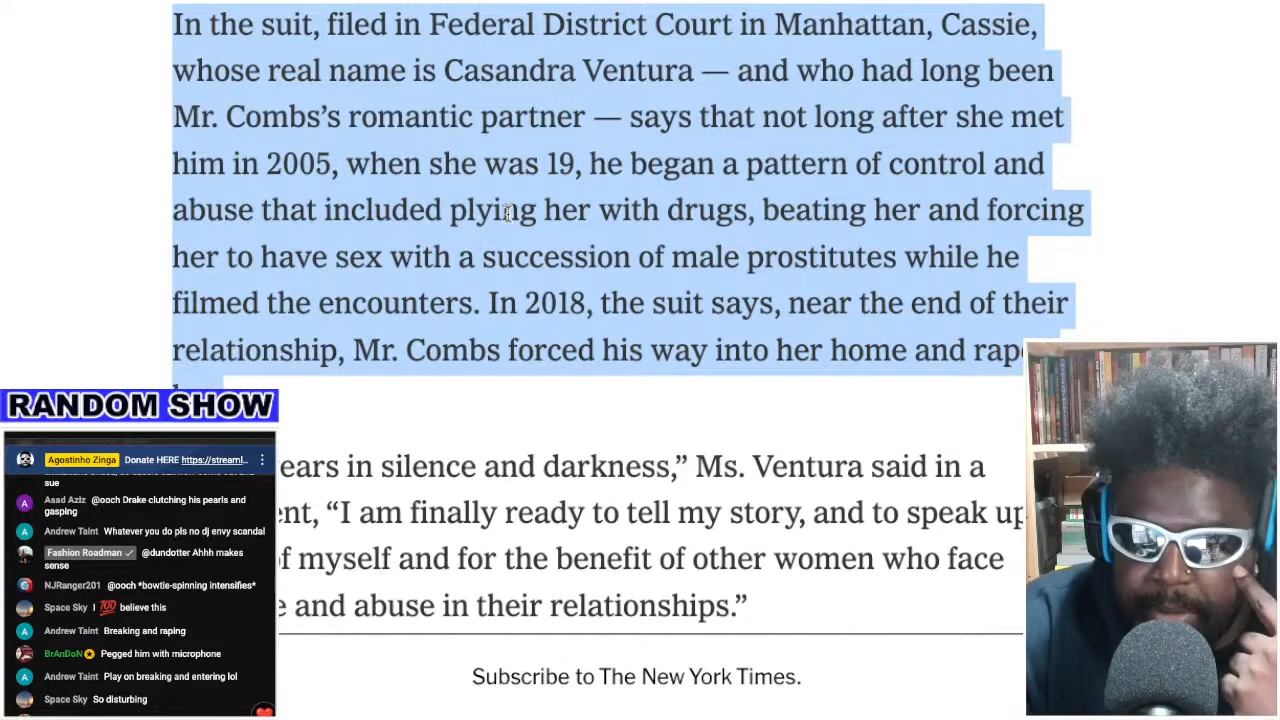 In the suit, filed in Federal District Court in Manhattan, Cassie,
whose real name is Casandra Ventura — and who had long been
Mr. Combs’s romantic partner — says that not long after she met
him in 2005, when she was 19, he began a pattern of control and
abuse that included plying her with drugs, beating her and forcing
her to have sex with a succession of male prostitutes while he
filmed the encounters. In 2018, the suit says, near the end of their
relationship, Mr. Combs forced his way into her home and rap
ears in silence and darkness,” Ms. Ventura said in a
nt, “I am finally ready to tell my story, and to speak up
f myself and for the benefit of other women who face
e and abuse in their relationships.”
Subscribe to The New York Times.
RANDOM SHOW
Agostinho Zinga Donate HERE https://streaml...
sue
Asad Aziz @ooch Drake clutching his pearls and
gasping
Andrew Taint Whatever you do pls no dj envy scandal
Fashion Roadman @dundotter Ahhh makes
sense
NJRanger201 @ooch *bowtie-spinning intensifies*
Space Sky I 💯 believe this
Andrew Taint Breaking and raping
BrAnDoN Pegged him with microphone
Andrew Taint Play on breaking and entering lol
Space Sky So disturbing